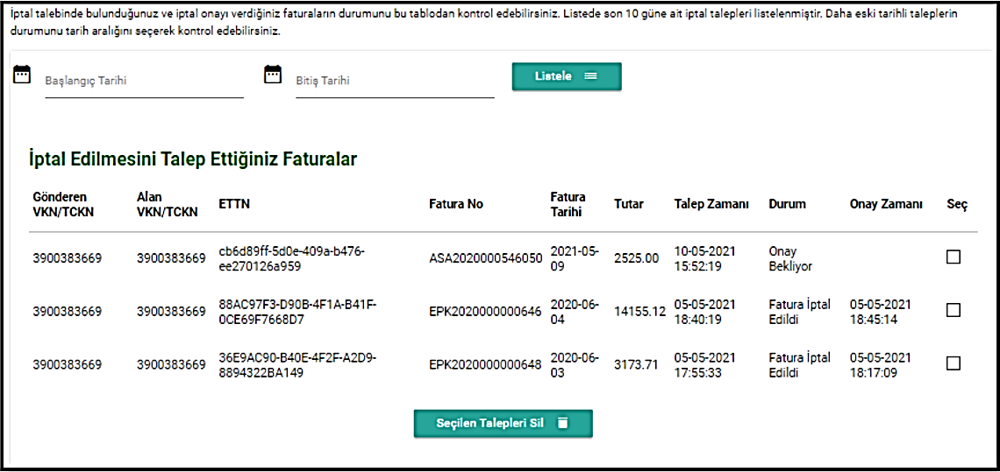 İptal talebinde bulunduğunuz ve iptal onayı verdiğiniz faturaların durumunu bu tablodan kontrol edebilirsiniz. Listede son 10 güne ait iptal talepleri listelenmiştir. Daha eski tarihli taleplerin
durumunu tarih aralığını seçerek kontrol edebilirsiniz.
Başlangıç Tarihi Bitiş Tarihi Listele
İptal Edilmesini Talep Ettiğiniz Faturalar
Gönderen VKN/TCKN Alan VKN/TCKN ETTN Fatura No Fatura Tarihi Tutar Talep Zamanı Durum Onay Zamanı Seç
3900383669 3900383669 cb6d89ff-5d0e-409a-b476-ee270126a959 ASA2020000546050 2021-05-09 2525.00 10-05-2021 15:52:19 Onay Bekliyor
3900383669 3900383669 88AC97F3-D90B-4F1A-B41F-0CE69F7668D7 EPK2020000000646 2020-06-04 14155.12 05-05-2021 18:40:19 Fatura İptal Edildi 05-05-2021 18:45:14
3900383669 3900383669 36E9AC90-B40E-4F2F-A2D9-8894322BA149 EPK2020000000648 2020-06-03 3173.71 05-05-2021 17:55:33 Fatura İptal Edildi 05-05-2021 18:17:09
Seçilen Talepleri Sil